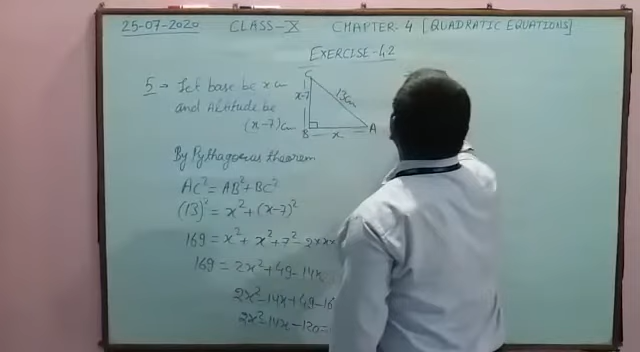 25-07-2020 CLASS-X CHAPTER-4 [QUADRATIC EQUATIONS]
EXERCISE-4.2
5 → Let base be x cm
and Altitude be
(x-7) cm
C
x-7
13cm
B x A
By Pythagoras theorem
AC² = AB² + BC²
(13)² = x² + (x-7)²
169 = x² + x² + 7² - 2×x×
169 = 2x² + 49 - 14x
2x² - 14x + 49 - 16
2x² - 14x - 120 =